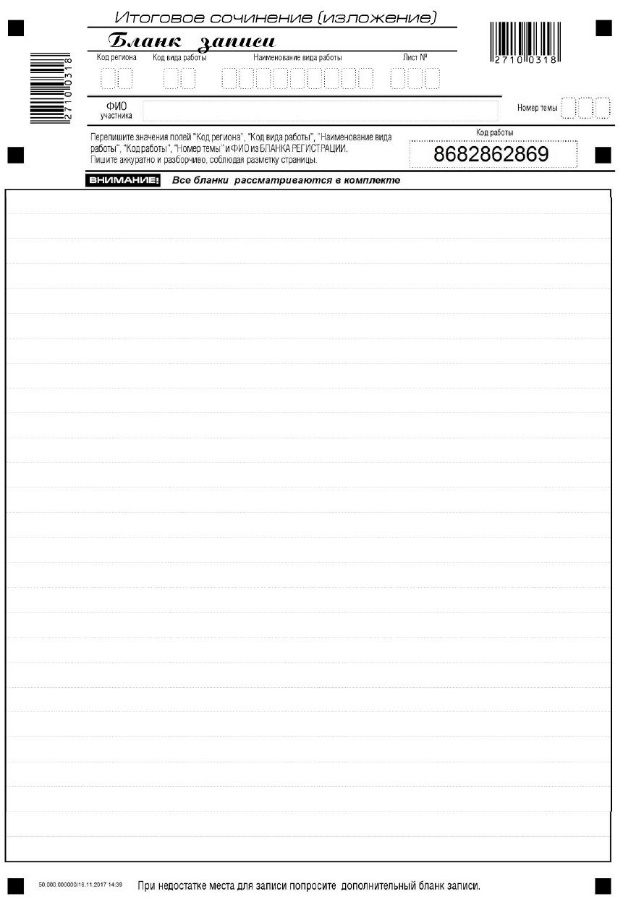 Итоговое сочинение (изложение)
Бланк записи
Код региона Код вида работы Наименование вида работы Лист №
2710 0318
2710 0318
ФИО
участника
Номер темы
Перепишите значения полей "Код региона", "Код вида работы", "Наименование вида
работы", "Код работы", "Номер темы" и ФИО из БЛАНКА РЕГИСТРАЦИИ.
Пишите аккуратно и разборчиво, соблюдая разметку страницы.
Код работы
8682862869
ВНИМАНИЕ! Все бланки рассматриваются в комплекте
При недостатке места для записи попросите дополнительный бланк записи.